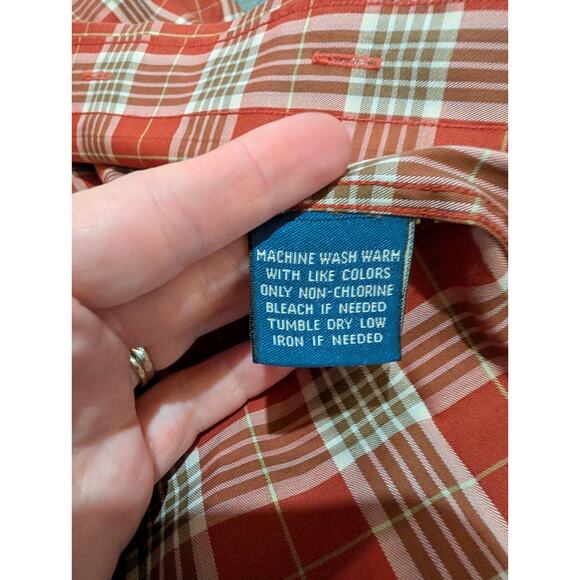 MACHINE WASH WARM
WITH LIKE COLORS
ONLY NON-CHLORINE
BLEACH IF NEEDED
TUMBLE DRY LOW
IRON IF NEEDED